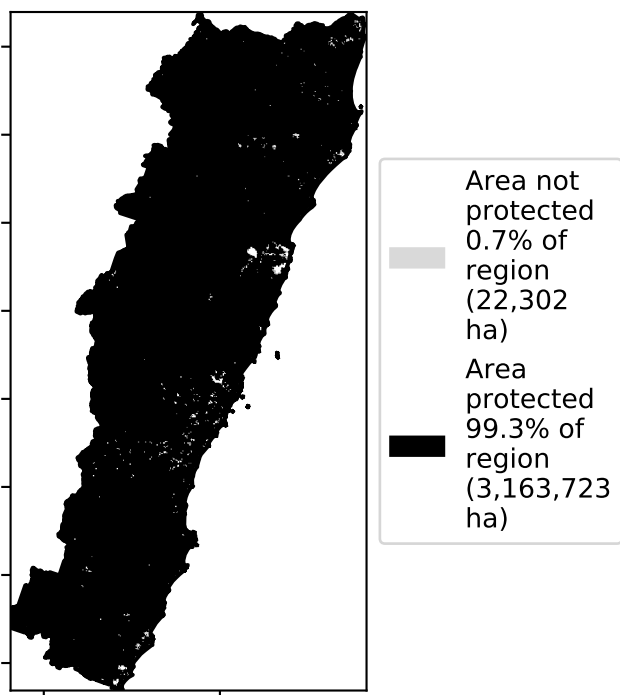 Area not
protected
0.7% of
region
(22,302
ha)
Area
protected
99.3% of
region
(3,163,723
ha)